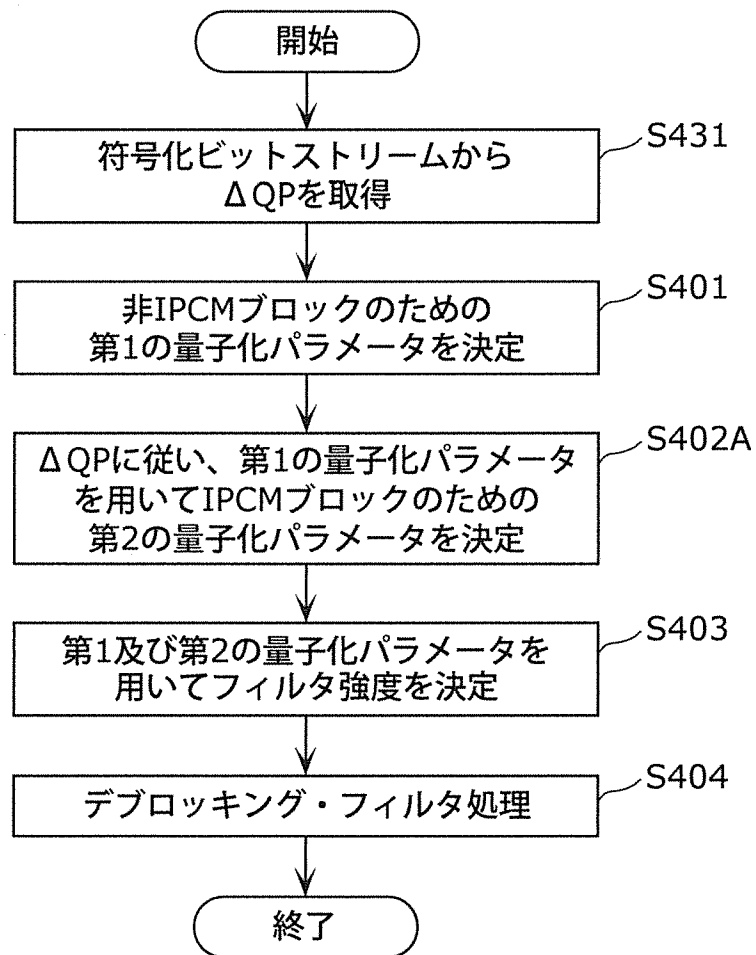 開始
符号化ビットストリームから
ΔQPを取得
S431
非IPCMブロックのための
第1の量子化パラメータを決定
S401
ΔQPに従い、第1の量子化パラメータ
を用いてIPCMブロックのための
第2の量子化パラメータを決定
S402A
第1及び第2の量子化パラメータを
用いてフィルタ強度を決定
S403
デブロッキング・フィルタ処理
S404
終了